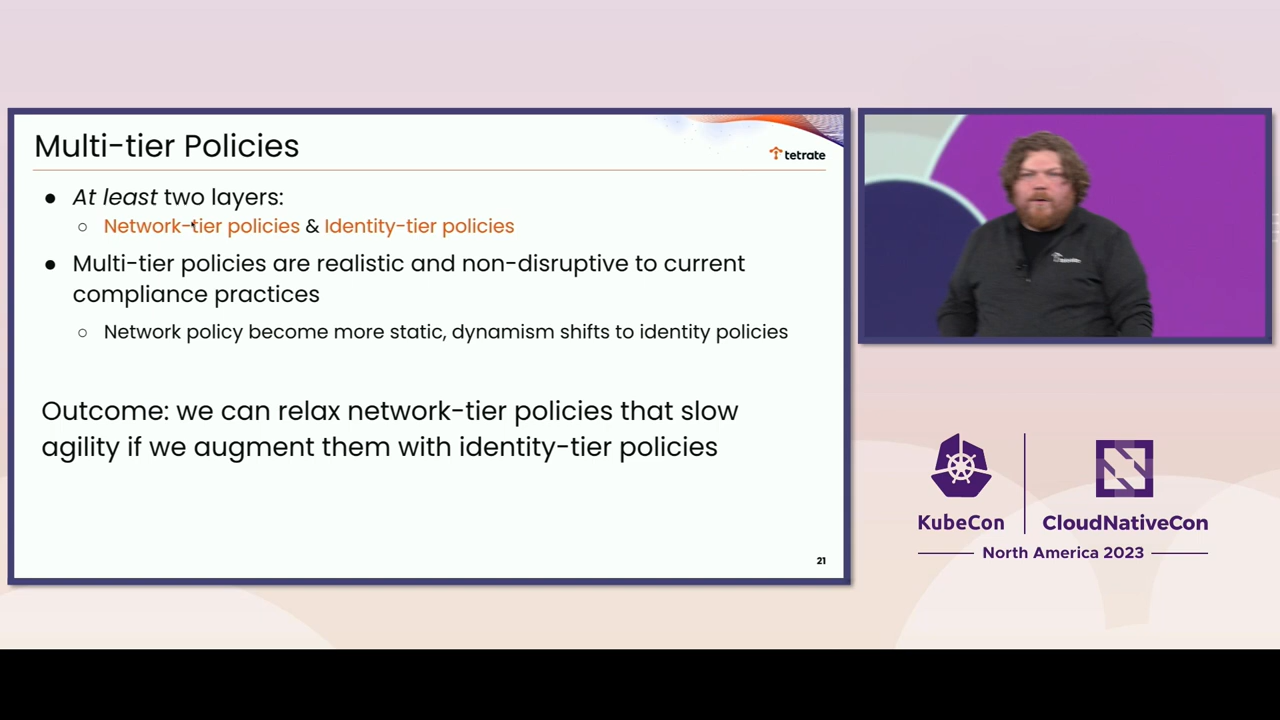 Multi-tier Policies
tetrate
● At least two layers:
○ Network-tier policies & Identity-tier policies
● Multi-tier policies are realistic and non-disruptive to current
compliance practices
○ Network policy become more static, dynamism shifts to identity policies
Outcome: we can relax network-tier policies that slow
agility if we augment them with identity-tier policies
21
KubeCon
CloudNativeCon
North America 2023